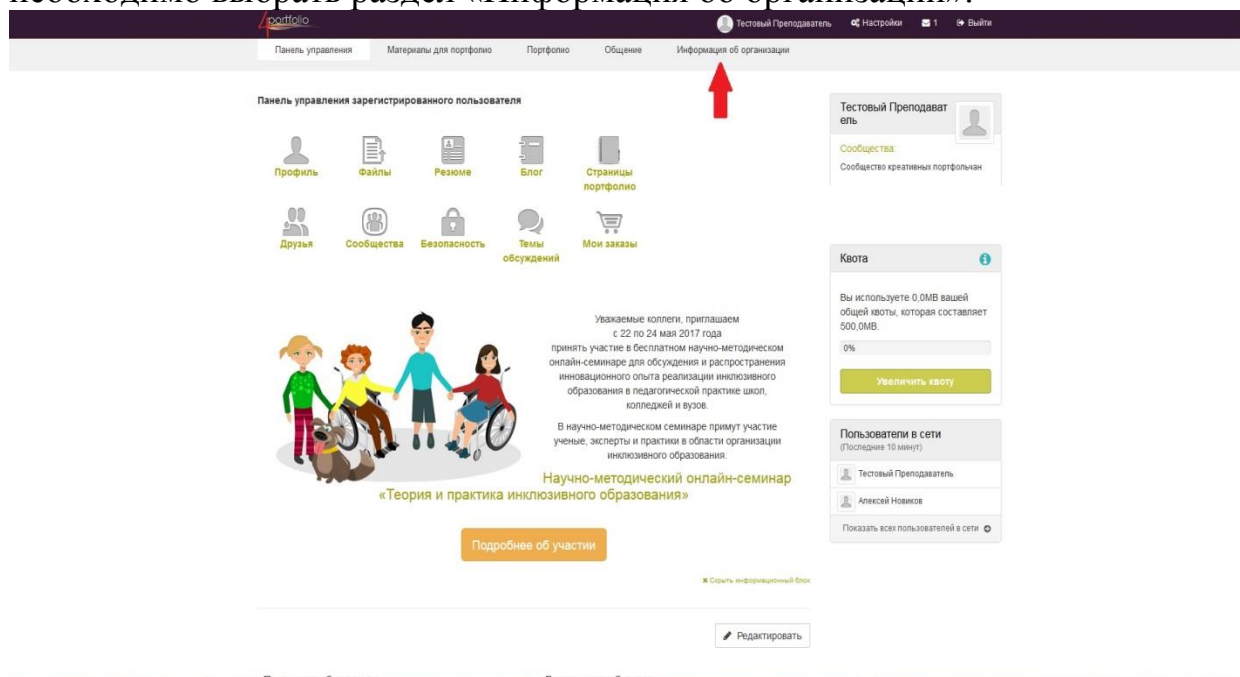 необходимо выбрать раздел «Информация об организации».
4portfolio
Тестовый Преподаватель Настройки 1 Выйти
Панель управления Материалы для портфолио Портфолио Общение Информация об организации
Панель управления зарегистрированного пользователя
Профиль Файлы Резюме Блог Страницы
портфолио
Друзья Сообщества Безопасность Темы Мои заказы
обсуждений
Уважаемые коллеги, приглашаем
с 22 по 24 мая 2017 года
принять участие в бесплатном научно-методическом
онлайн-семинаре для обсуждения и распространения
инновационного опыта реализации инклюзивного
образования в педагогической практике школ,
колледжей и вузов.
В научно-методическом семинаре примут участие
ученые, эксперты и практики в области организации
инклюзивного образования.
Научно-методический онлайн-семинар
«Теория и практика инклюзивного образования»
Подробнее об участии
Скрыть информационный блок
Редактировать
Тестовый Преподават
ель
Сообщества:
Сообщество креативных портфольчан
Квота
Вы используете 0,0MB вашей
общей квоты, которая составляет
500,0MB.
0%
Увеличить квоту
Пользователи в сети
(Последние 10 минут)
Тестовый Преподаватель
Алексей Новиков
Показать всех пользователей в сети